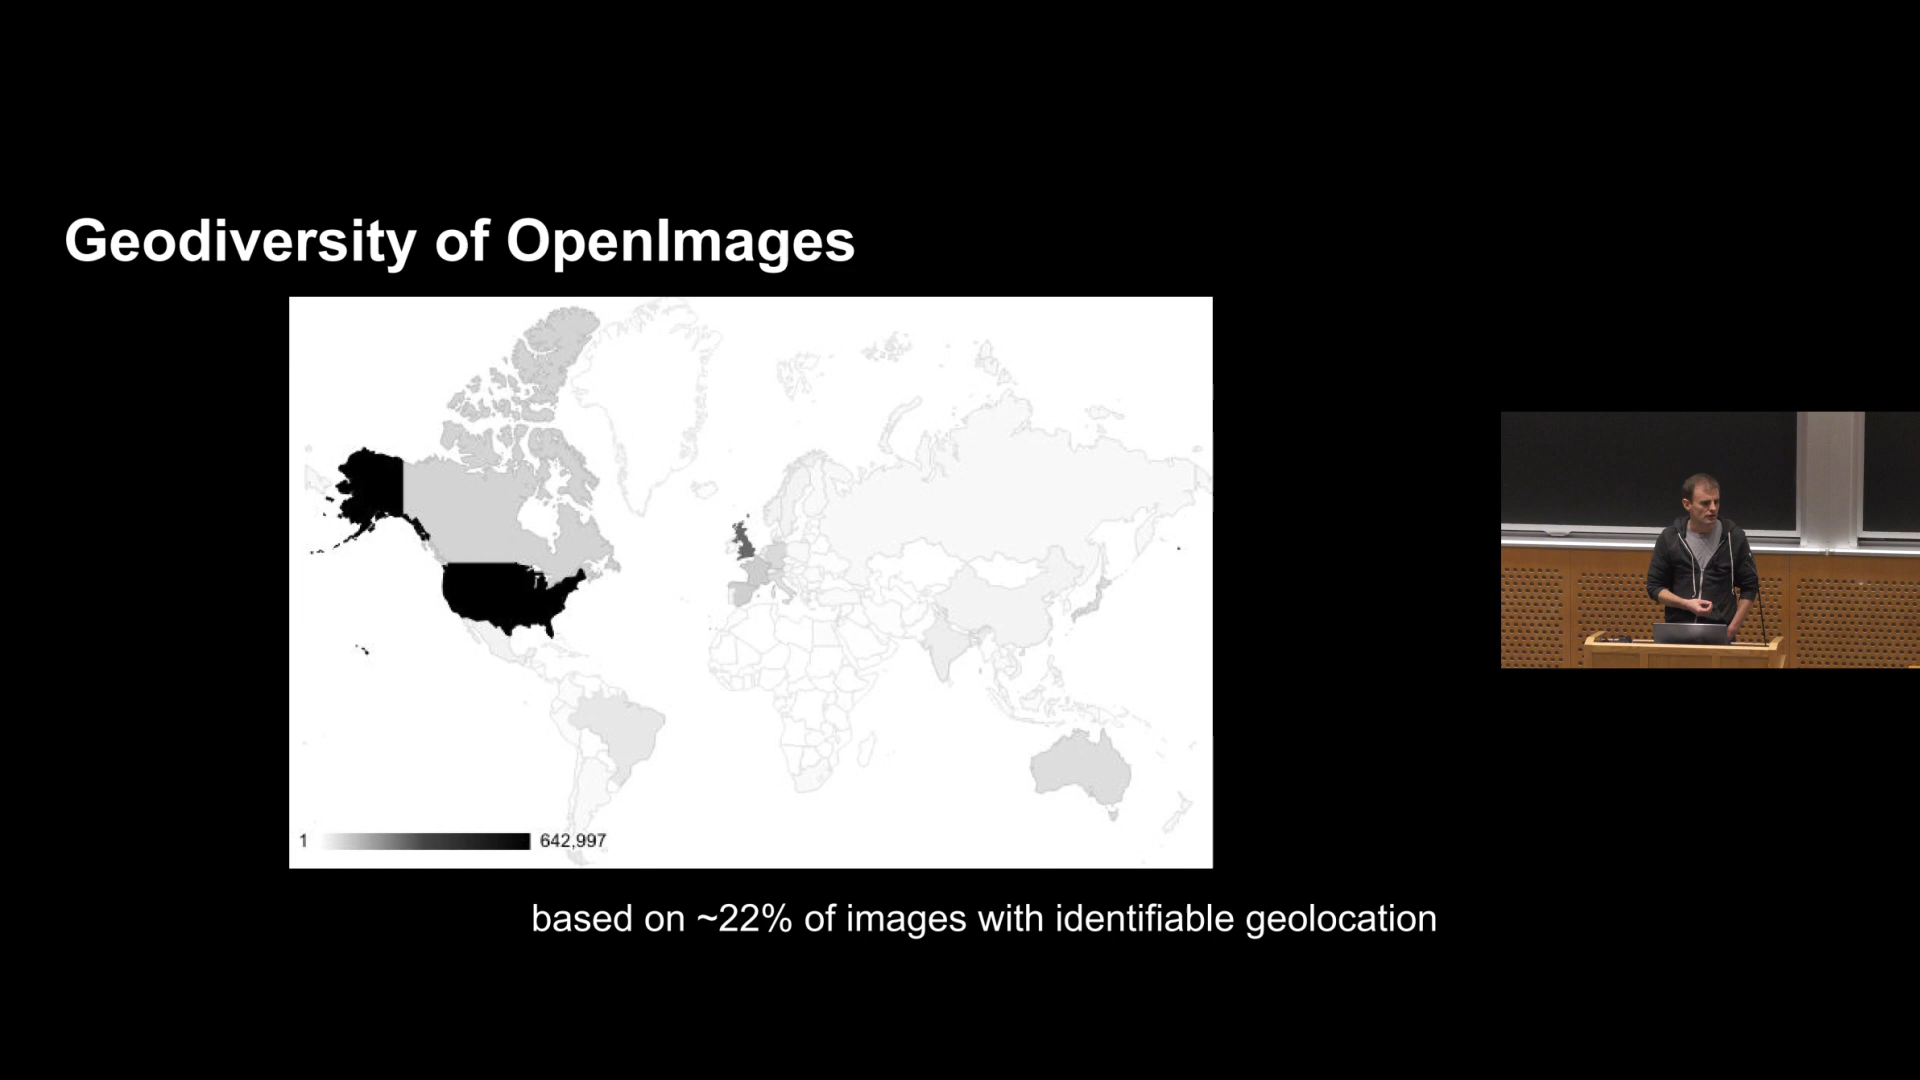 Geodiversity of OpenImages
1
642,997
based on ~22% of images with identifiable geolocation